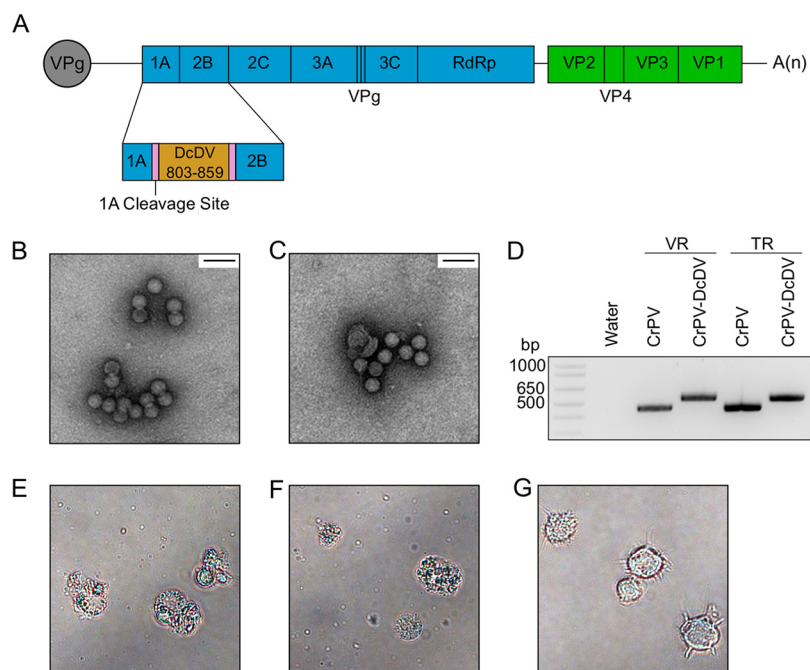 A
VPg 1A 2B 2C 3A 3C RdRp VP2 VP3 VP1 A(n)
VPg VP4
1A DcDV 2B
803-859
1A Cleavage Site
B C D
VR TR
Water CrPV CrPV-DcDV CrPV CrPV-DcDV
bp
1000
650
500
E F G